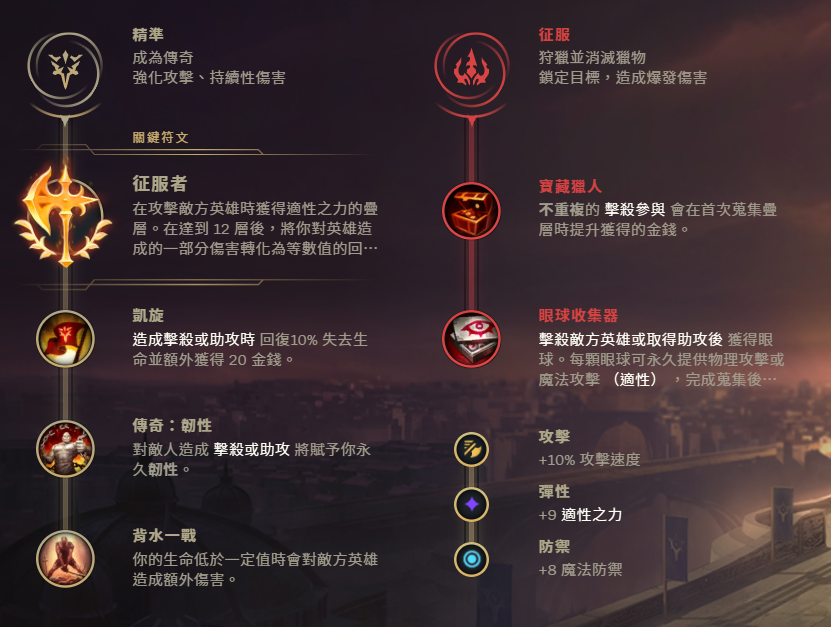 精準
成為傳奇
強化攻擊、持續性傷害
關鍵符文
征服者
在攻擊敵方英雄時獲得適性之力的疊
層。在達到 12 層後，將你對英雄造
成的一部分傷害轉化為等數值的回…
凱旋
造成擊殺或助攻時 回復10% 失去生
命並額外獲得 20 金錢。
傳奇：韌性
對敵人造成 擊殺或助攻 將賦予你永
久韌性。
背水一戰
你的生命低於一定值時會對敵方英雄
造成額外傷害。
征服
狩獵並消滅獵物
鎖定目標，造成爆發傷害
寶藏獵人
不重複的 擊殺參與 會在首次蒐集疊
層時提升獲得的金錢。
眼球收集器
擊殺敵方英雄或取得助攻後 獲得眼
球。每顆眼球可永久提供物理攻擊或
魔法攻擊 （適性） ，完成蒐集後…
攻擊
+10% 攻擊速度
彈性
+9 適性之力
防禦
+8 魔法防禦